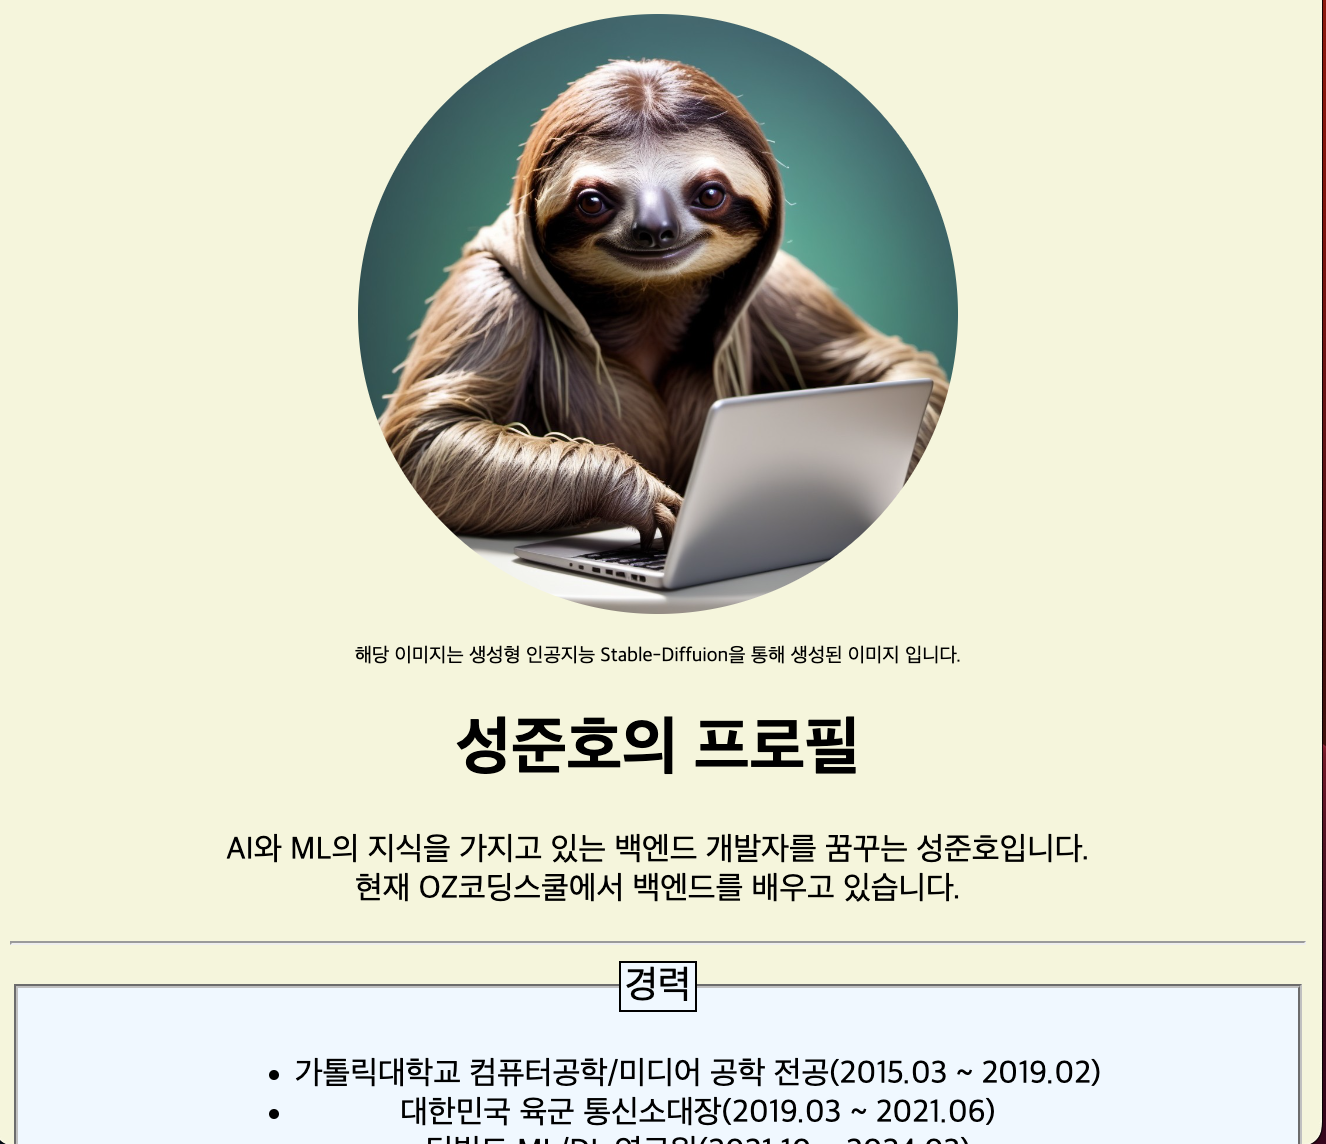 해당 이미지는 생성형 인공지능 Stable-Diffuion을 통해 생성된 이미지 입니다.
성준호의 프로필
AI와 ML의 지식을 가지고 있는 백엔드 개발자를 꿈꾸는 성준호입니다.
현재 OZ코딩스쿨에서 백엔드를 배우고 있습니다.
경력
• 가톨릭대학교 컴퓨터공학/미디어 공학 전공(2015.03 ~ 2019.02)
• 대한민국 육군 통신소대장(2019.03 ~ 2021.06)